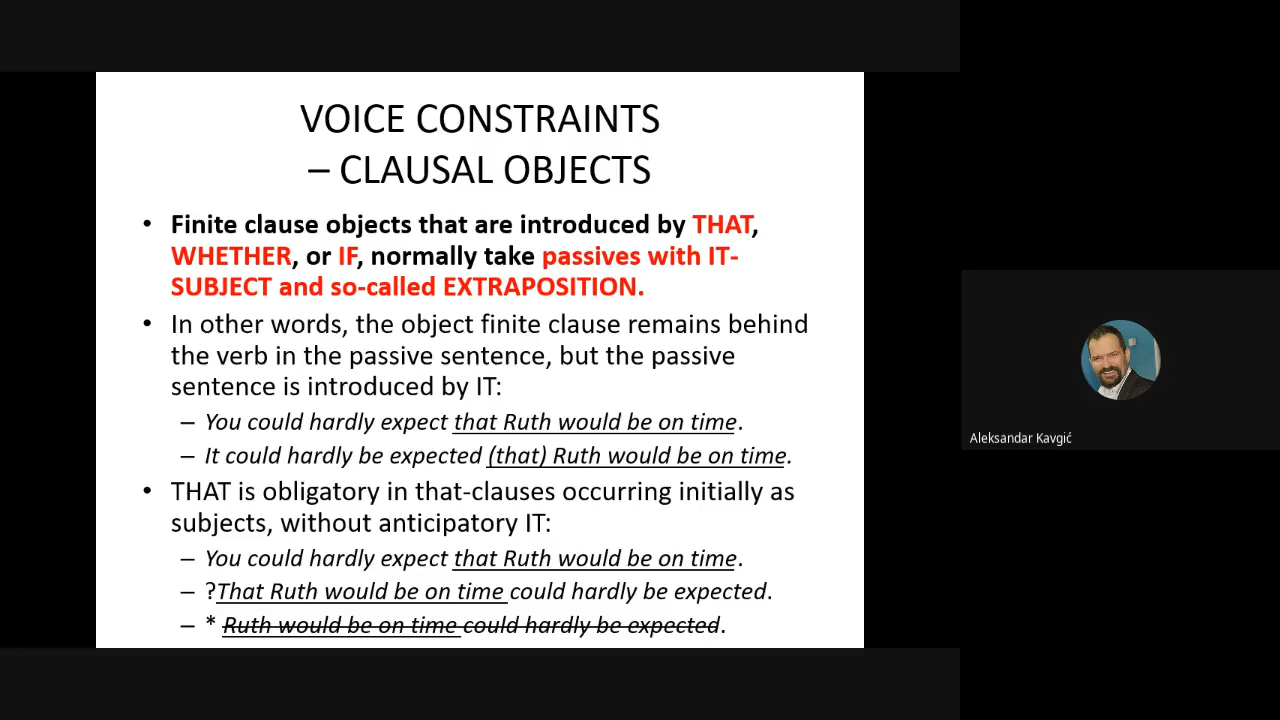 VOICE CONSTRAINTS
– CLAUSAL OBJECTS
• Finite clause objects that are introduced by THAT,
WHETHER, or IF, normally take passives with IT-
SUBJECT and so-called EXTRAPOSITION.
• In other words, the object finite clause remains behind
the verb in the passive sentence, but the passive
sentence is introduced by IT:
– You could hardly expect that Ruth would be on time.
– It could hardly be expected (that) Ruth would be on time.
• THAT is obligatory in that-clauses occurring initially as
subjects, without anticipatory IT:
– You could hardly expect that Ruth would be on time.
– ?That Ruth would be on time could hardly be expected.
– * Ruth would be on time could hardly be expected.
Aleksandar Kavgić